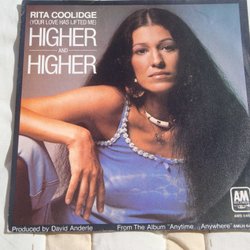 RITA COOLIDGE
(YOUR LOVE HAS LIFTED ME)
HIGHER
AND
HIGHER
A&M
Produced by David Anderle
From The Album "Anytime...Anywhere"